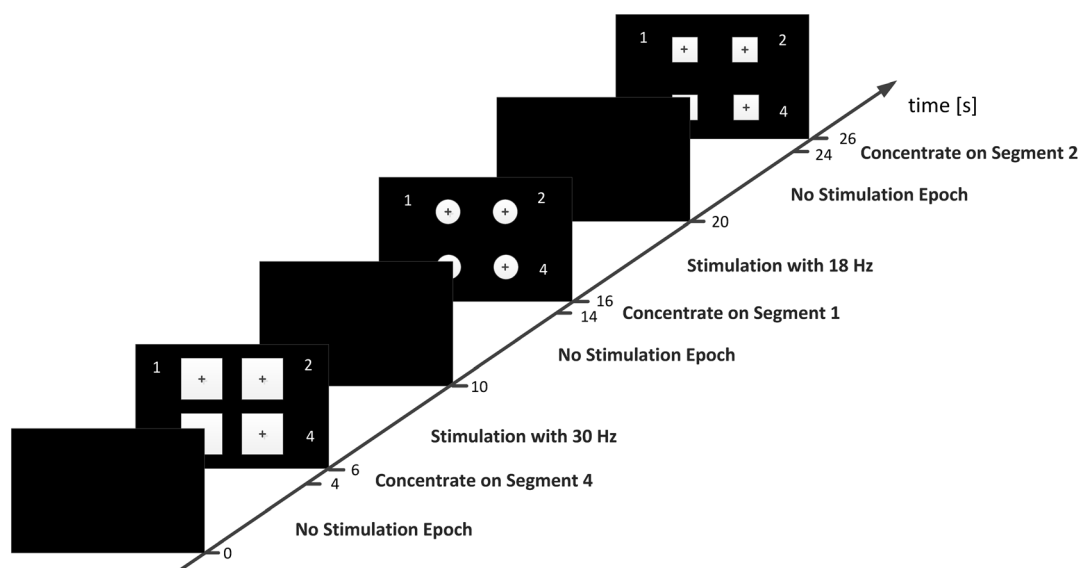 1 + + 2
+ 4
time [s]
26
24
Concentrate on Segment 2
No Stimulation Epoch
20
1 + + 2
+ 4
Stimulation with 18 Hz
16
14
Concentrate on Segment 1
No Stimulation Epoch
10
1 + + 2
+ 4
Stimulation with 30 Hz
6
4
Concentrate on Segment 4
No Stimulation Epoch
0